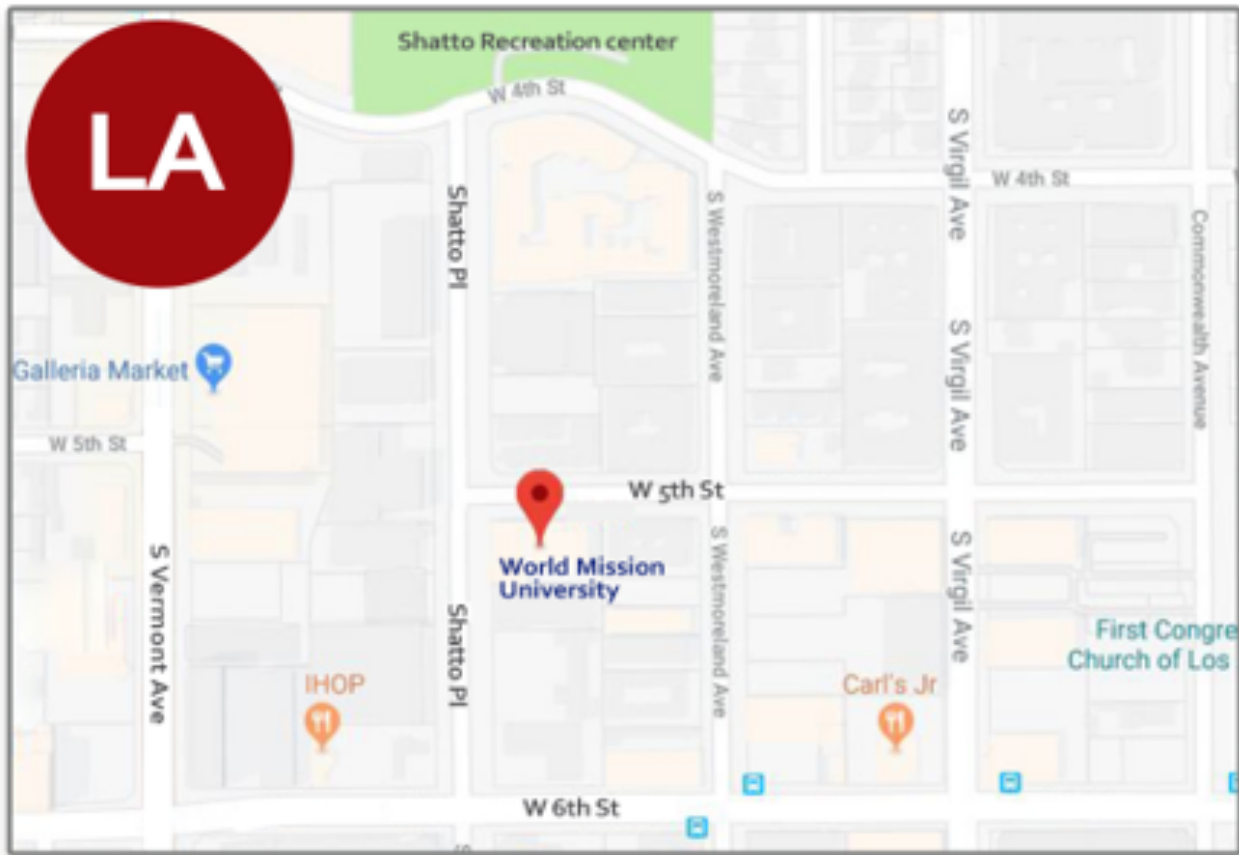 Shatto Recreation center
LA
W 4th St
W 4th St
S Virgil Ave
Shatto Pl
S Westmoreland Ave
Commonwealth Avenue
S Virgil Ave
Galleria Market
W 5th St
W 5th St
World Mission
University
S Vermont Ave
Shatto Pl
S Westmoreland Ave
S Virgil Ave
First Congre
Church of Los
IHOP
Carl's Jr
W 6th St